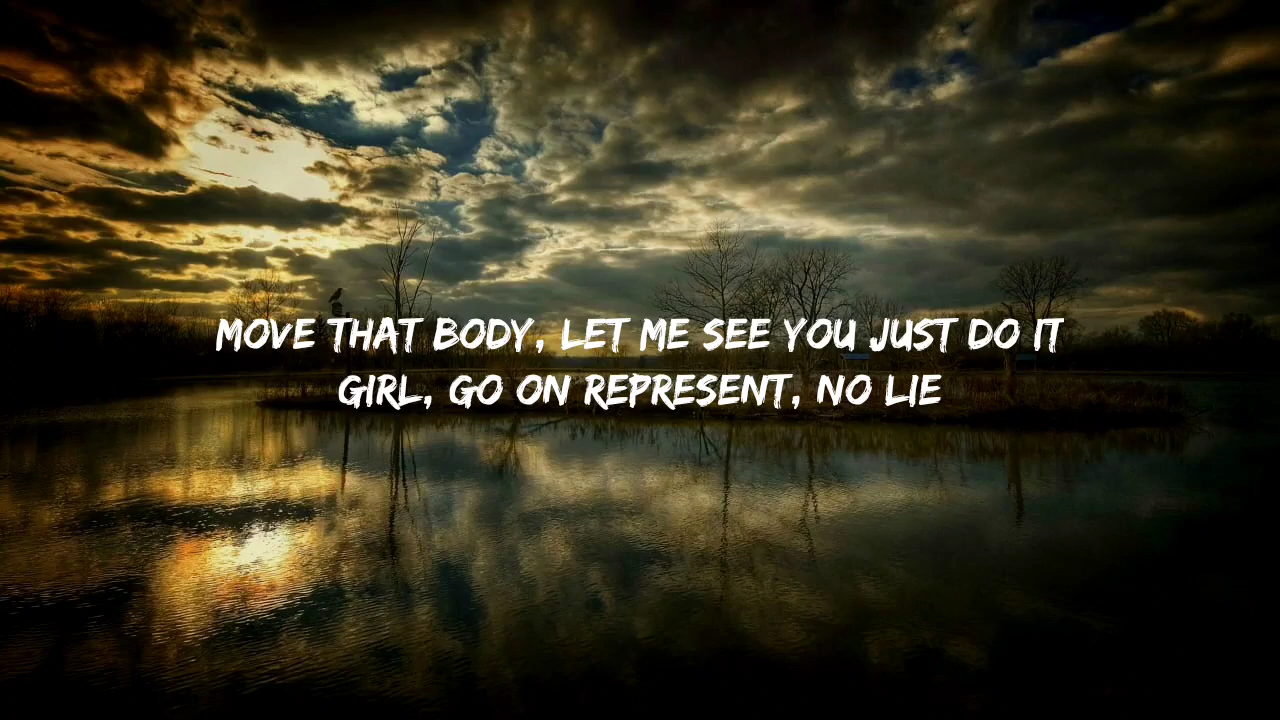 MOVE THAT BODY, LET ME SEE YOU JUST DO IT
GIRL, GO ON REPRESENT, NO LIE